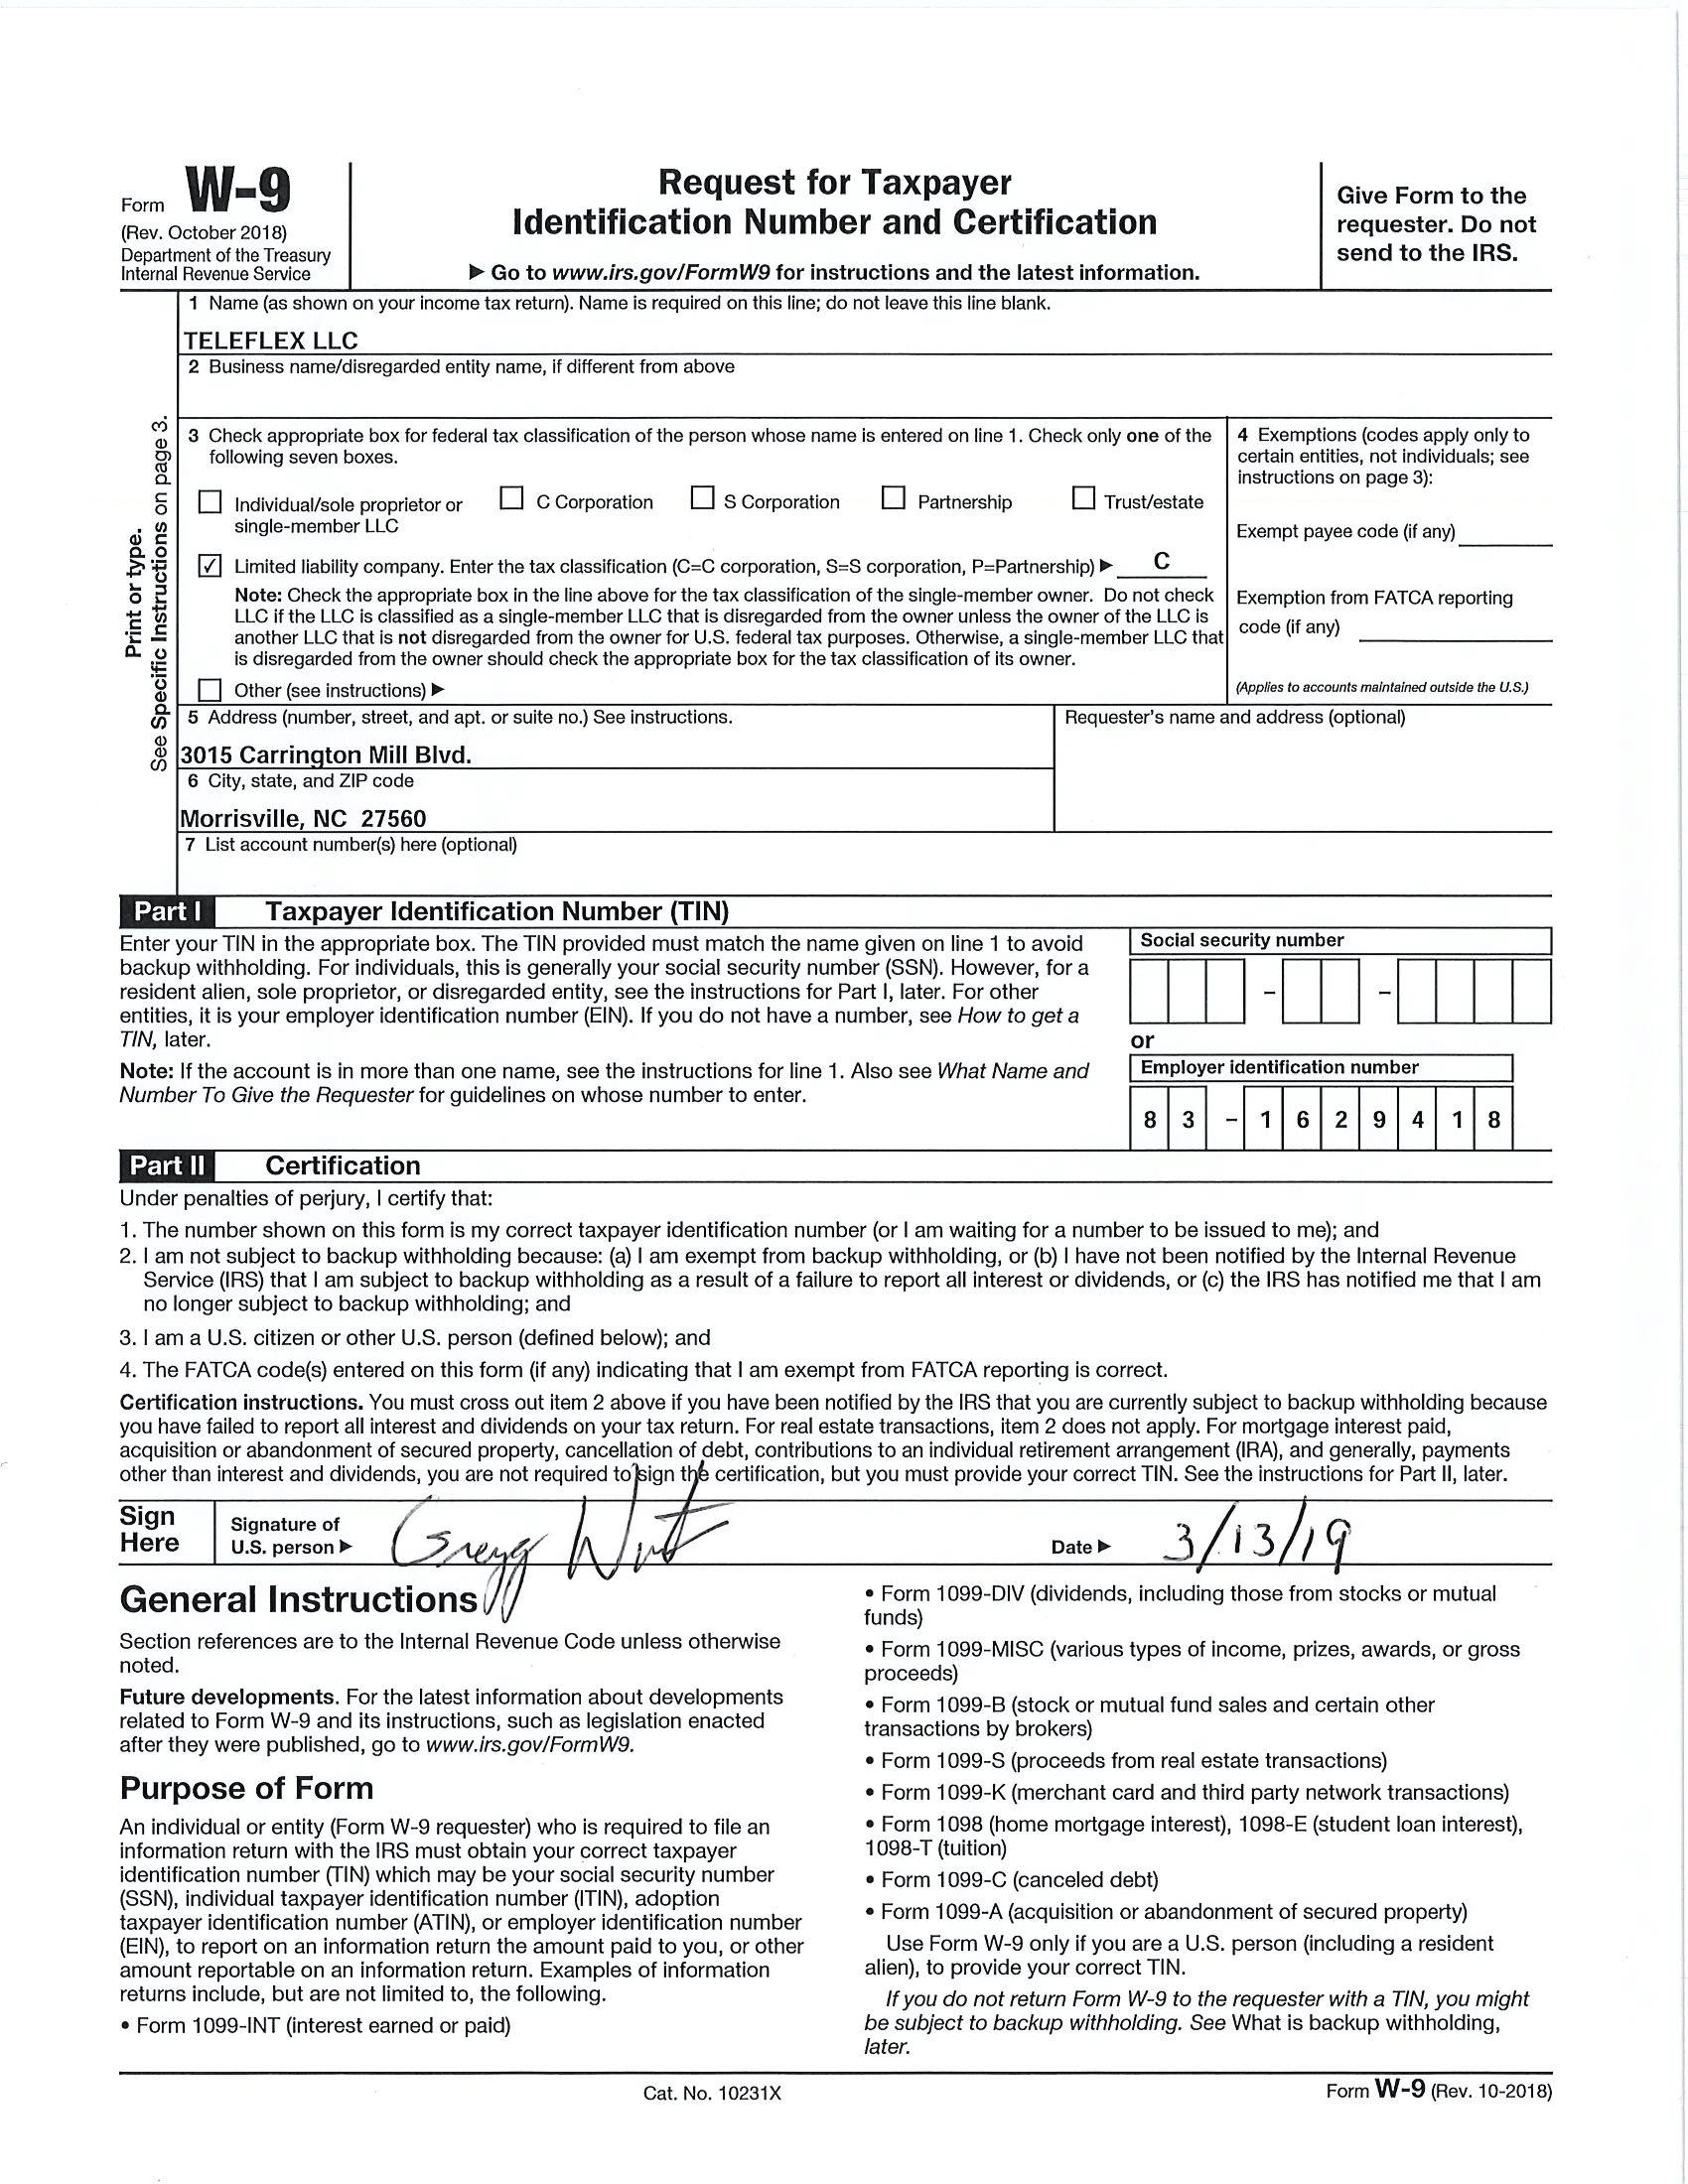 Form W-9
(Rev. October 2018)
Department of the Treasury
Internal Revenue Service
Request for Taxpayer
Identification Number and Certification
▶ Go to www.irs.gov/FormW9 for instructions and the latest information.
Give Form to the
requester. Do not
send to the IRS.
Print or type.
See Specific Instructions on page 3.
1 Name (as shown on your income tax return). Name is required on this line; do not leave this line blank.
TELEFLEX LLC
2 Business name/disregarded entity name, if different from above
3 Check appropriate box for federal tax classification of the person whose name is entered on line 1. Check only one of the
following seven boxes.
☐ Individual/sole proprietor or
single-member LLC
☐ C Corporation ☐ S Corporation ☐ Partnership ☐ Trust/estate
☑ Limited liability company. Enter the tax classification (C=C corporation, S=S corporation, P=Partnership) ▶ C
Note: Check the appropriate box in the line above for the tax classification of the single-member owner. Do not check
LLC if the LLC is classified as a single-member LLC that is disregarded from the owner unless the owner of the LLC is
another LLC that is not disregarded from the owner for U.S. federal tax purposes. Otherwise, a single-member LLC that
is disregarded from the owner should check the appropriate box for the tax classification of its owner.
☐ Other (see instructions) ▶
4 Exemptions (codes apply only to
certain entities, not individuals; see
instructions on page 3):
Exempt payee code (if any)
Exemption from FATCA reporting
code (if any)
(Applies to accounts maintained outside the U.S.)
5 Address (number, street, and apt. or suite no.) See instructions.
3015 Carrington Mill Blvd.
6 City, state, and ZIP code
Morrisville, NC 27560
Requester's name and address (optional)
7 List account number(s) here (optional)
Part I Taxpayer Identification Number (TIN)
Enter your TIN in the appropriate box. The TIN provided must match the name given on line 1 to avoid
backup withholding. For individuals, this is generally your social security number (SSN). However, for a
resident alien, sole proprietor, or disregarded entity, see the instructions for Part I, later. For other
entities, it is your employer identification number (EIN). If you do not have a number, see How to get a
TIN, later.
Note: If the account is in more than one name, see the instructions for line 1. Also see What Name and
Number To Give the Requester for guidelines on whose number to enter.
Social security number
– –
or
Employer identification number
8 3 – 1 6 2 9 4 1 8
Part II Certification
Under penalties of perjury, I certify that:
1. The number shown on this form is my correct taxpayer identification number (or I am waiting for a number to be issued to me); and
2. I am not subject to backup withholding because: (a) I am exempt from backup withholding, or (b) I have not been notified by the Internal Revenue
Service (IRS) that I am subject to backup withholding as a result of a failure to report all interest or dividends, or (c) the IRS has notified me that I am
no longer subject to backup withholding; and
3. I am a U.S. citizen or other U.S. person (defined below); and
4. The FATCA code(s) entered on this form (if any) indicating that I am exempt from FATCA reporting is correct.
Certification instructions. You must cross out item 2 above if you have been notified by the IRS that you are currently subject to backup withholding because
you have failed to report all interest and dividends on your tax return. For real estate transactions, item 2 does not apply. For mortgage interest paid,
acquisition or abandonment of secured property, cancellation of debt, contributions to an individual retirement arrangement (IRA), and generally, payments
other than interest and dividends, you are not required to sign the certification, but you must provide your correct TIN. See the instructions for Part II, later.
Sign
Here
Signature of
U.S. person ▶ Gregg
Date ▶ 3/13/19
General Instructions
Section references are to the Internal Revenue Code unless otherwise
noted.
Future developments. For the latest information about developments
related to Form W-9 and its instructions, such as legislation enacted
after they were published, go to www.irs.gov/FormW9.
Purpose of Form
An individual or entity (Form W-9 requester) who is required to file an
information return with the IRS must obtain your correct taxpayer
identification number (TIN) which may be your social security number
(SSN), individual taxpayer identification number (ITIN), adoption
taxpayer identification number (ATIN), or employer identification number
(EIN), to report on an information return the amount paid to you, or other
amount reportable on an information return. Examples of information
returns include, but are not limited to, the following.
• Form 1099-INT (interest earned or paid)
• Form 1099-DIV (dividends, including those from stocks or mutual
funds)
• Form 1099-MISC (various types of income, prizes, awards, or gross
proceeds)
• Form 1099-B (stock or mutual fund sales and certain other
transactions by brokers)
• Form 1099-S (proceeds from real estate transactions)
• Form 1099-K (merchant card and third party network transactions)
• Form 1098 (home mortgage interest), 1098-E (student loan interest),
1098-T (tuition)
• Form 1099-C (canceled debt)
• Form 1099-A (acquisition or abandonment of secured property)
Use Form W-9 only if you are a U.S. person (including a resident
alien), to provide your correct TIN.
If you do not return Form W-9 to the requester with a TIN, you might
be subject to backup withholding. See What is backup withholding,
later.
Cat. No. 10231X
Form W-9 (Rev. 10-2018)